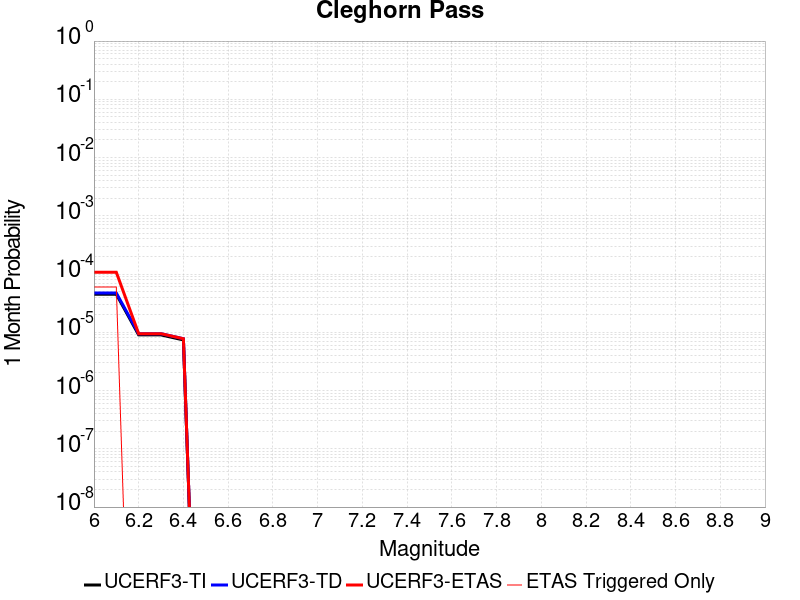 Cleghorn Pass
10^0
10^-1
10^-2
10^-3
10^-4
10^-5
10^-6
10^-7
10^-8
1 Month Probability
6 6.2 6.4 6.6 6.8 7 7.2 7.4 7.6 7.8 8 8.2 8.4 8.6 8.8 9
Magnitude
UCERF3-TI UCERF3-TD UCERF3-ETAS ETAS Triggered Only